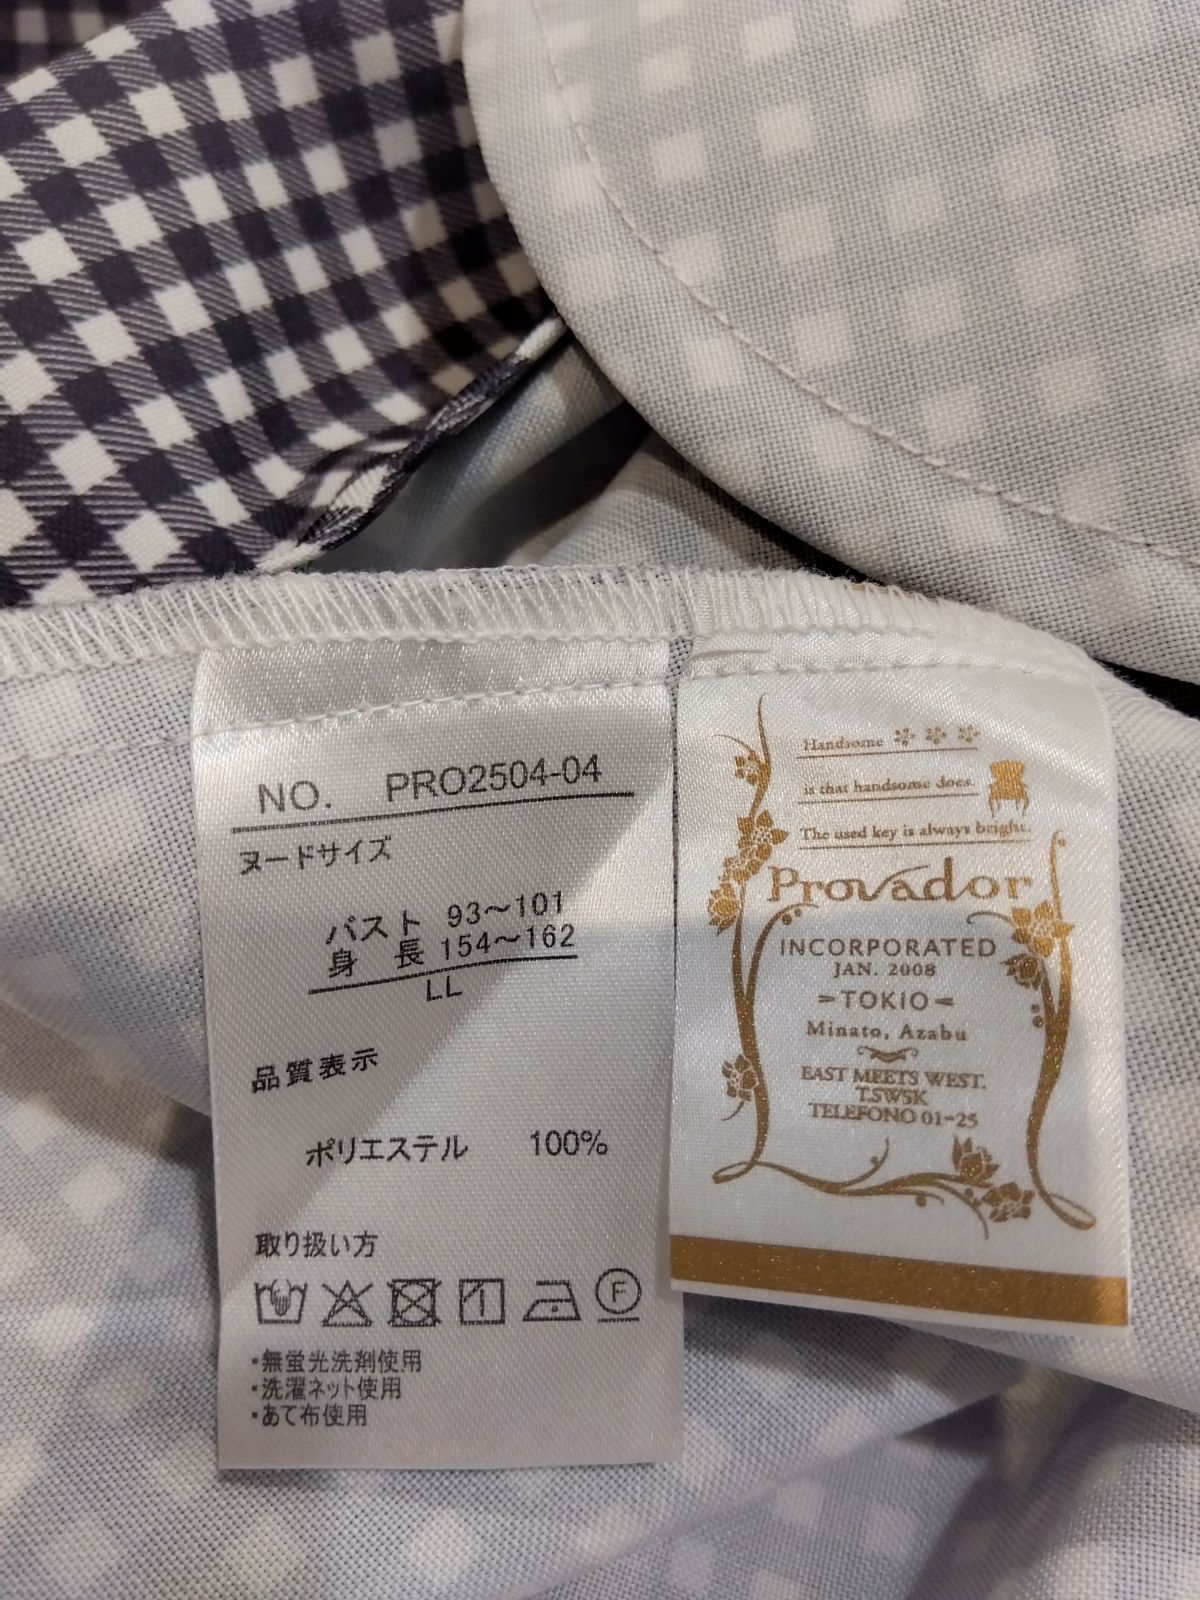 NO. PRO2504-04
ヌードサイズ
バスト 93～101
身 長 154～162
LL
品質表示
ポリエステル 100%
取り扱い方
1
F
・無蛍光洗剤使用
・洗濯ネット使用
・あて布使用
Handsome
is that handsome does.
The used key is always bright.
Provador
INCORPORATED
JAN. 2008
TOKIO
Minato, Azabu
EAST MEETS WEST.
T.SWSK
TELEFONO 01-25